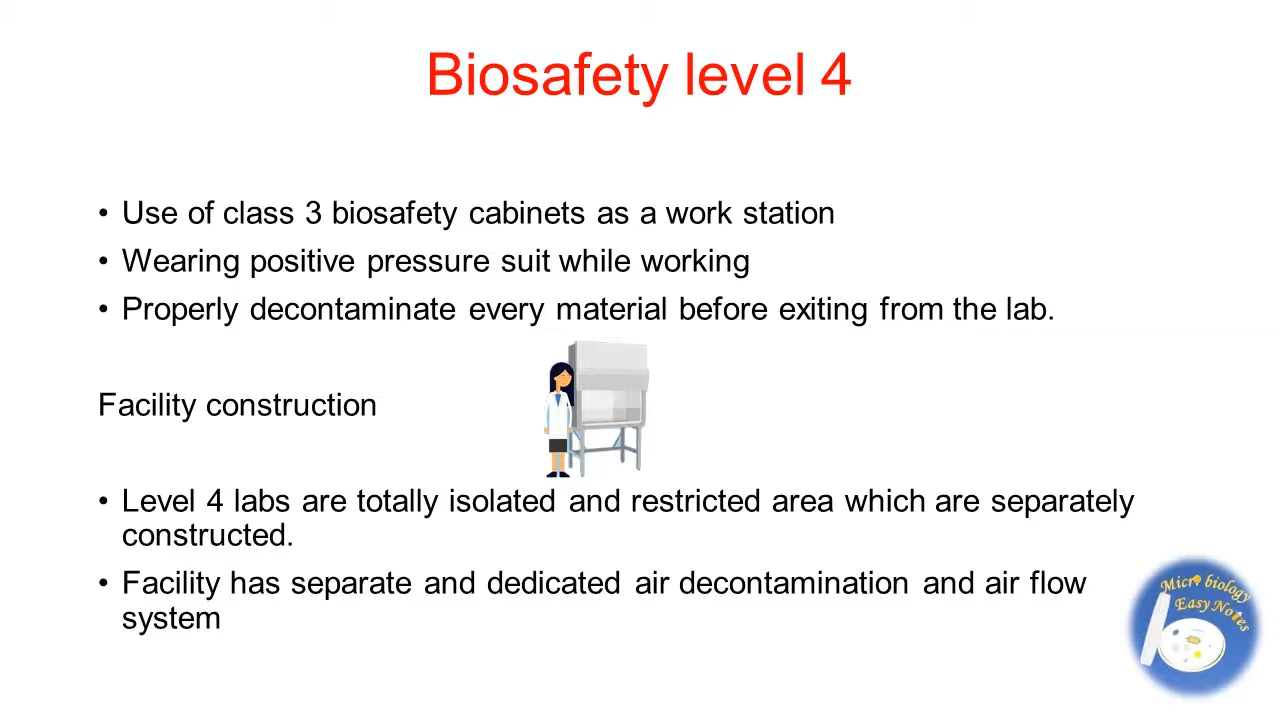 Biosafety level 4
• Use of class 3 biosafety cabinets as a work station
• Wearing positive pressure suit while working
• Properly decontaminate every material before exiting from the lab.
Facility construction
• Level 4 labs are totally isolated and restricted area which are separately
constructed.
• Facility has separate and dedicated air decontamination and air flow
system
Micro biology
Easy Notes